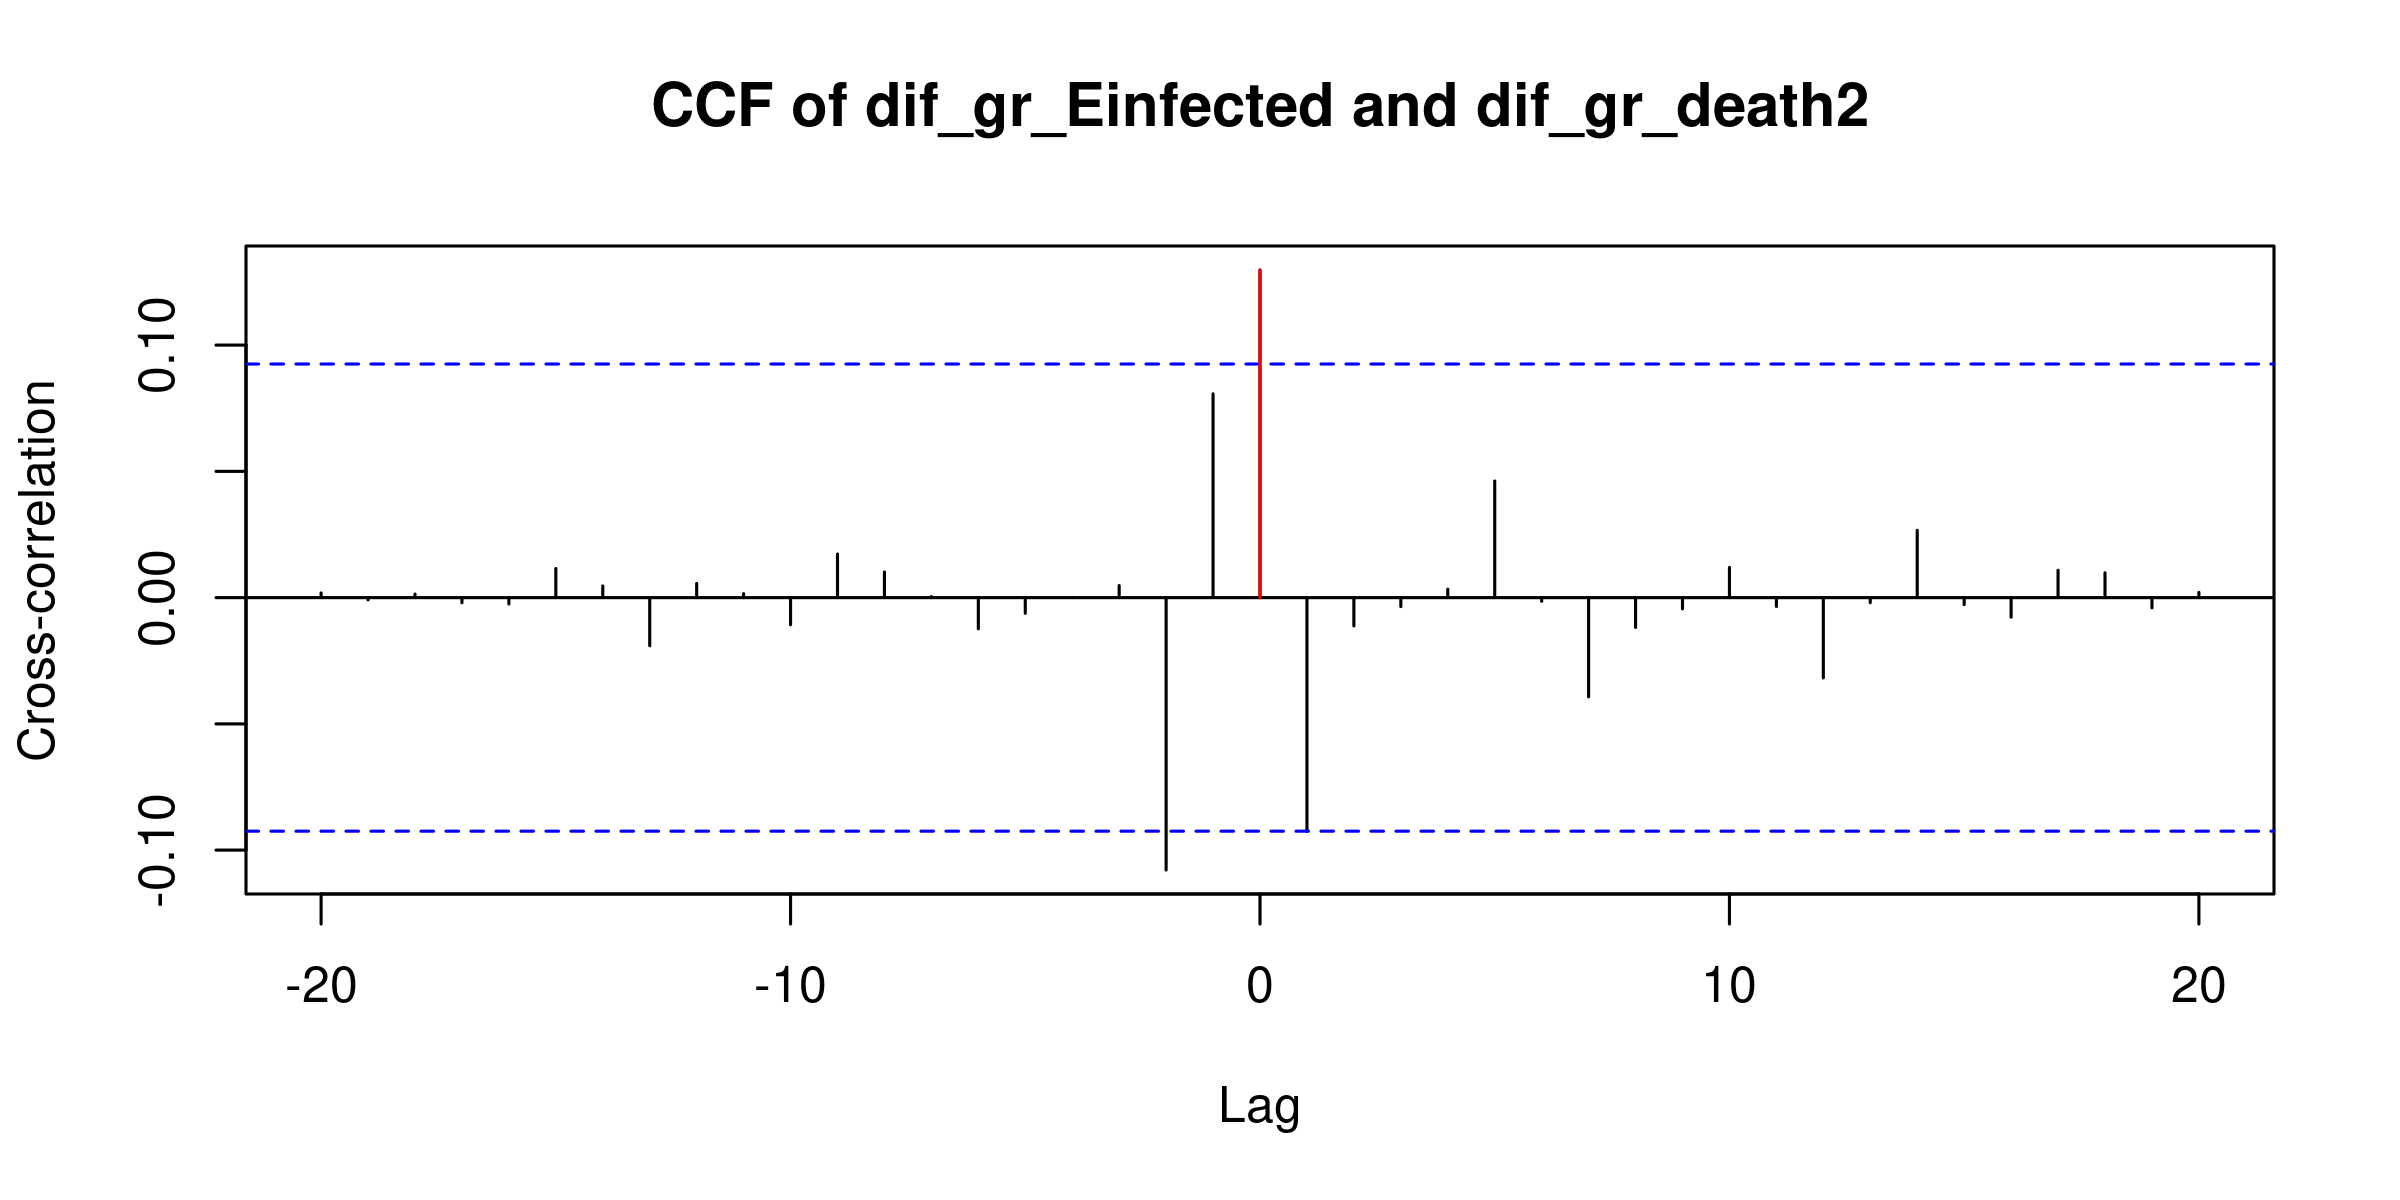 CCF of dif_gr_Einfected and dif_gr_death2
Cross-correlation
0.10
0.00
-0.10
-20 -10 0 10 20
Lag